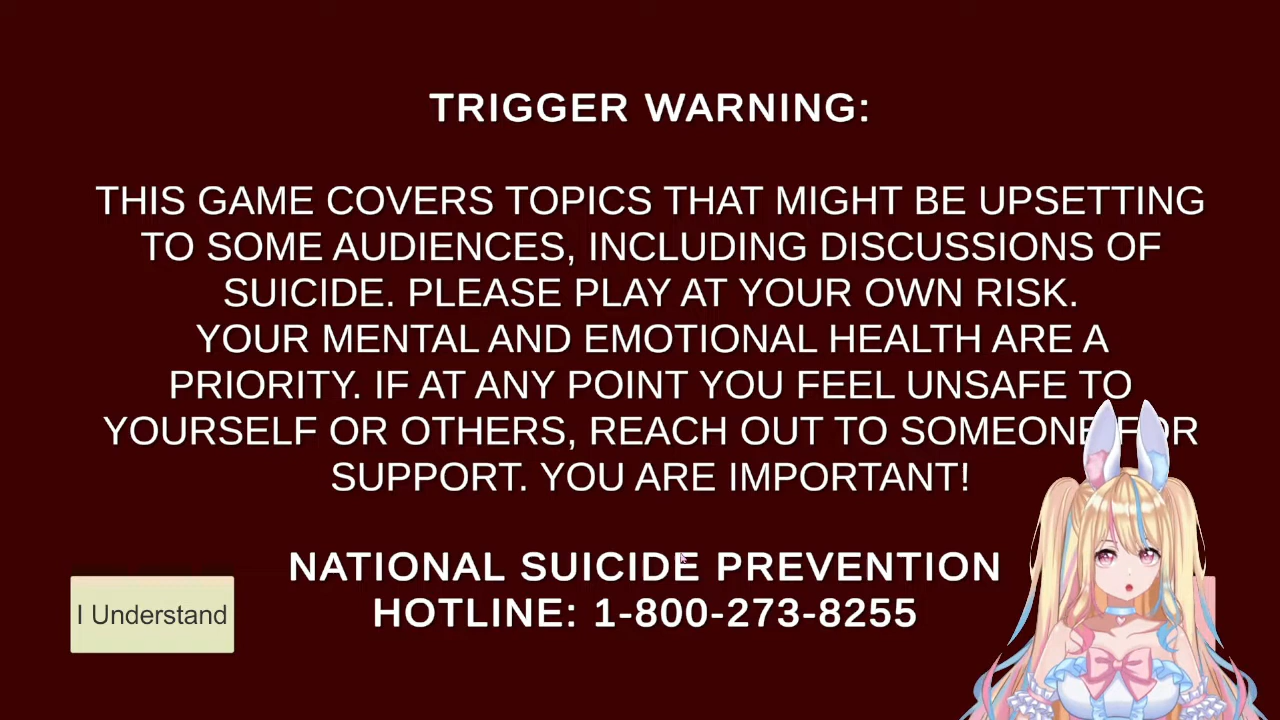 TRIGGER WARNING:
THIS GAME COVERS TOPICS THAT MIGHT BE UPSETTING
TO SOME AUDIENCES, INCLUDING DISCUSSIONS OF
SUICIDE. PLEASE PLAY AT YOUR OWN RISK.
YOUR MENTAL AND EMOTIONAL HEALTH ARE A
PRIORITY. IF AT ANY POINT YOU FEEL UNSAFE TO
YOURSELF OR OTHERS, REACH OUT TO SOMEONE FOR
SUPPORT. YOU ARE IMPORTANT!
NATIONAL SUICIDE PREVENTION
HOTLINE: 1-800-273-8255
I Understand